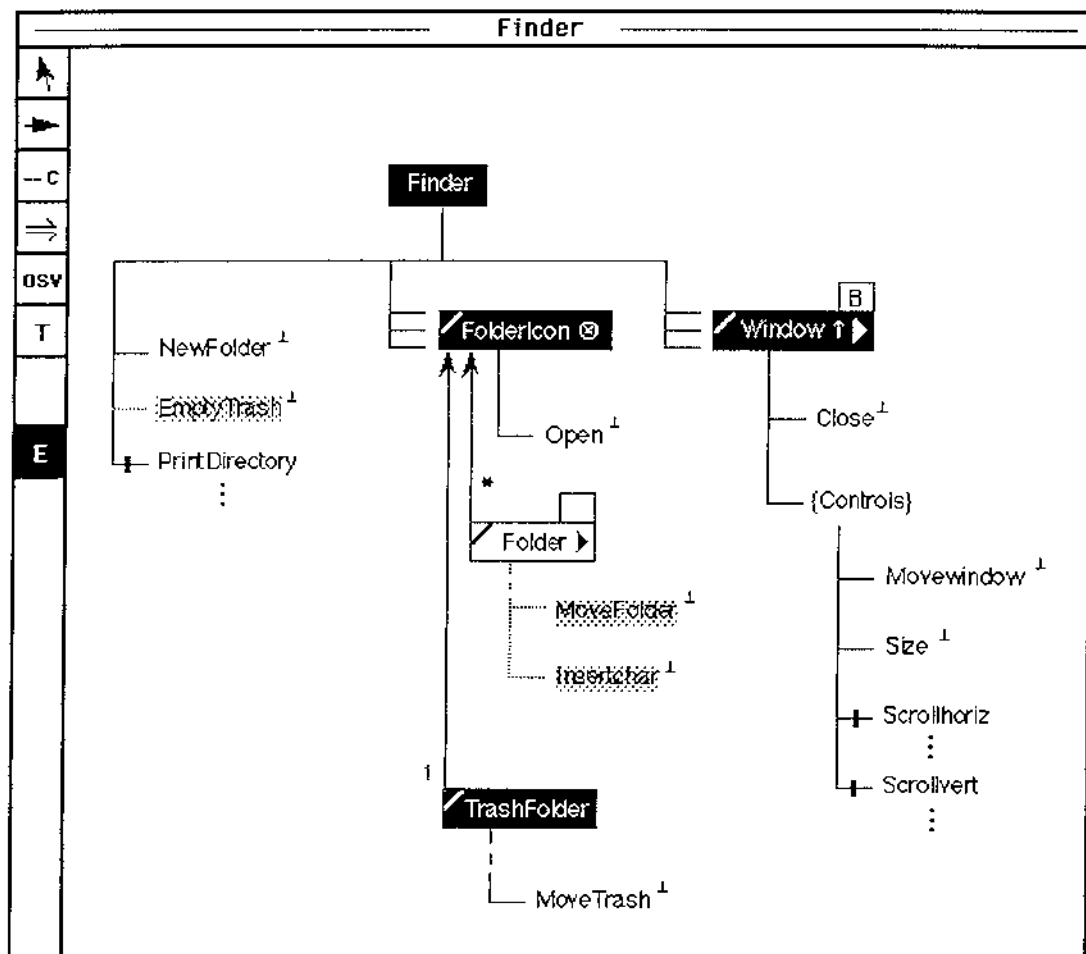 Finder
-- C
OSV
T
E
Finder
B
FolderIcon ⊗
Window ↑
NewFolder ⊥
EmptyTrash ⊥
PrintDirectory
Open ⊥
Close ⊥
*
{Controls}
Folder
MoveFolder ⊥
Insertchar ⊥
Movewindow ⊥
Size ⊥
Scrollhoriz
Scrollvert
1
TrashFolder
MoveTrash ⊥